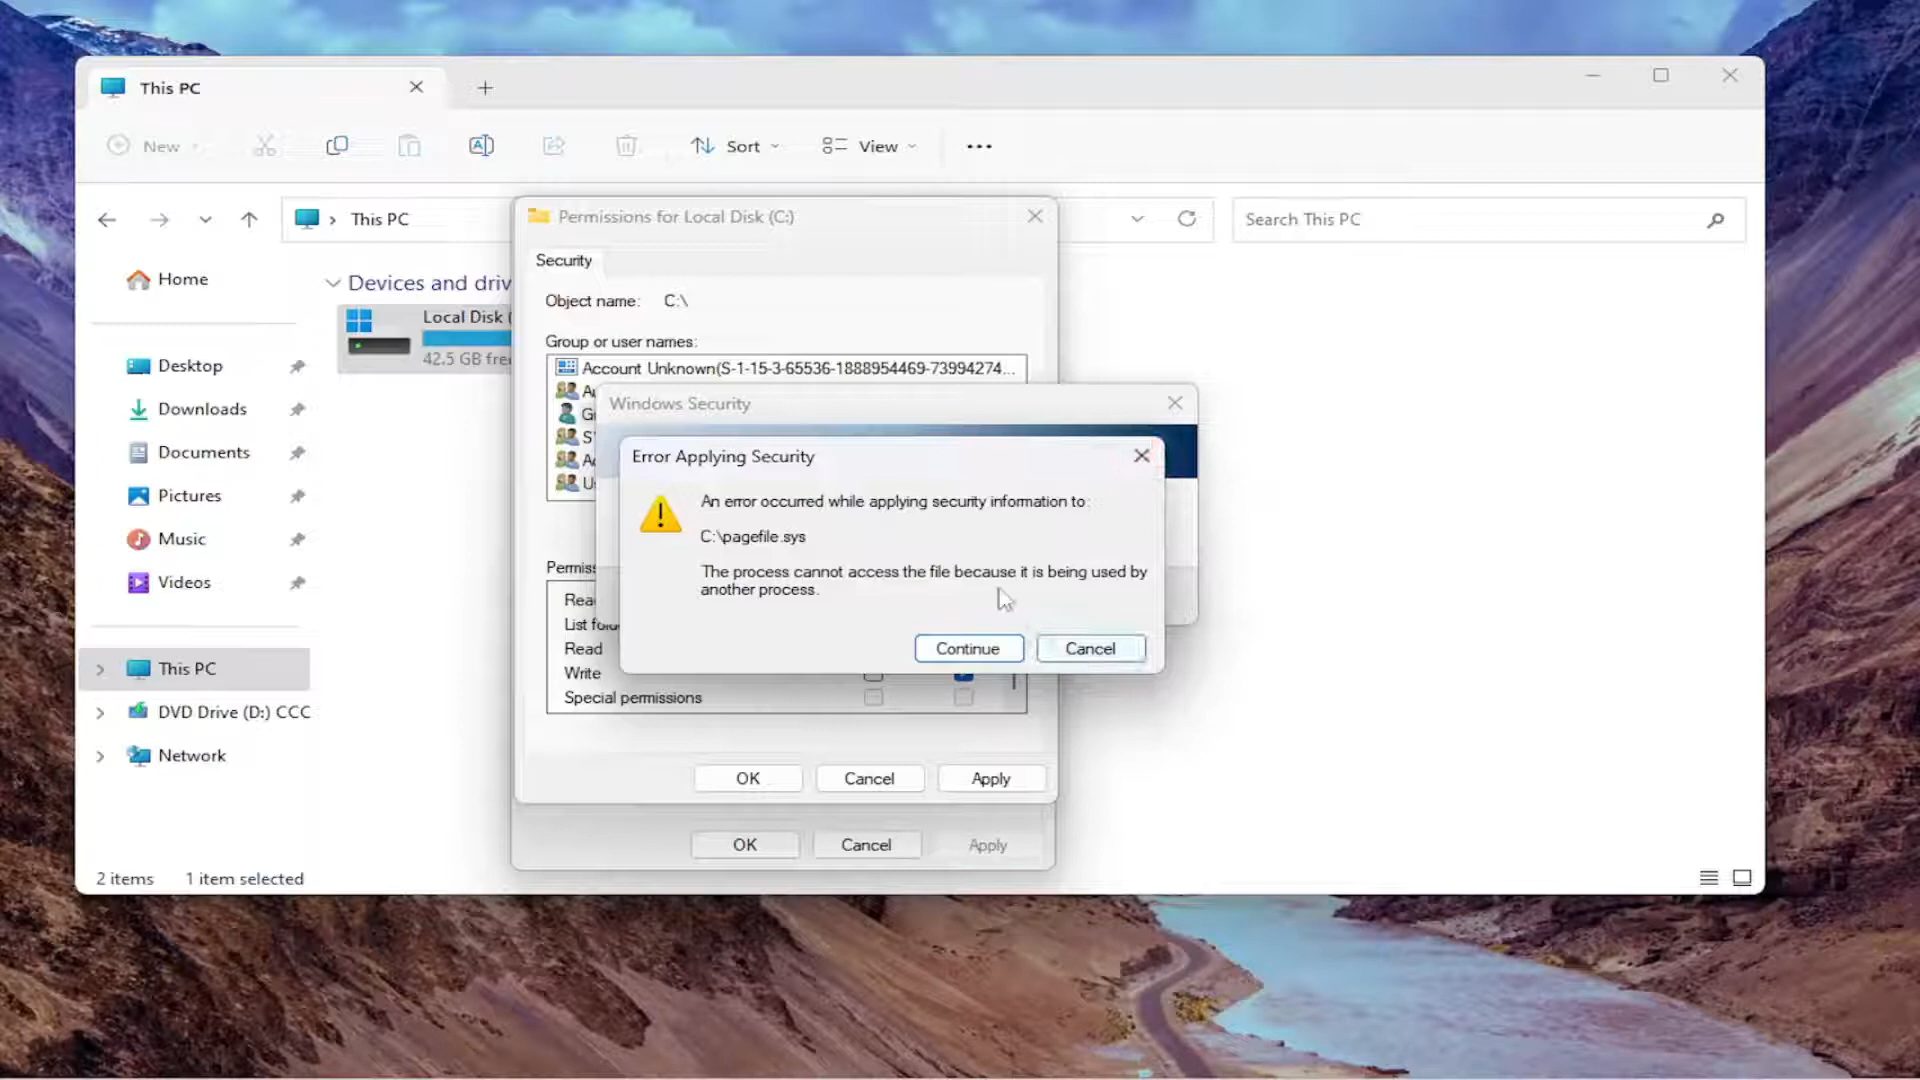 This PC
New
Sort
View
This PC
Search This PC
Permissions for Local Disk (C:)
Security
Object name: C:\
Group or user names:
Account Unknown(S-1-15-3-65536-1888954469-73994274...
Home
Desktop
Downloads
Documents
Pictures
Music
Videos
This PC
DVD Drive (D:) CCC
Network
Devices and driv
Local Disk (
42.5 GB fre
Windows Security
Error Applying Security
An error occurred while applying security information to:
C:\pagefile.sys
The process cannot access the file because it is being used by
another process.
Continue
Cancel
Permiss
Rea
List fold
Read
Write
Special permissions
OK
Cancel
Apply
OK
Cancel
Apply
2 items
1 item selected